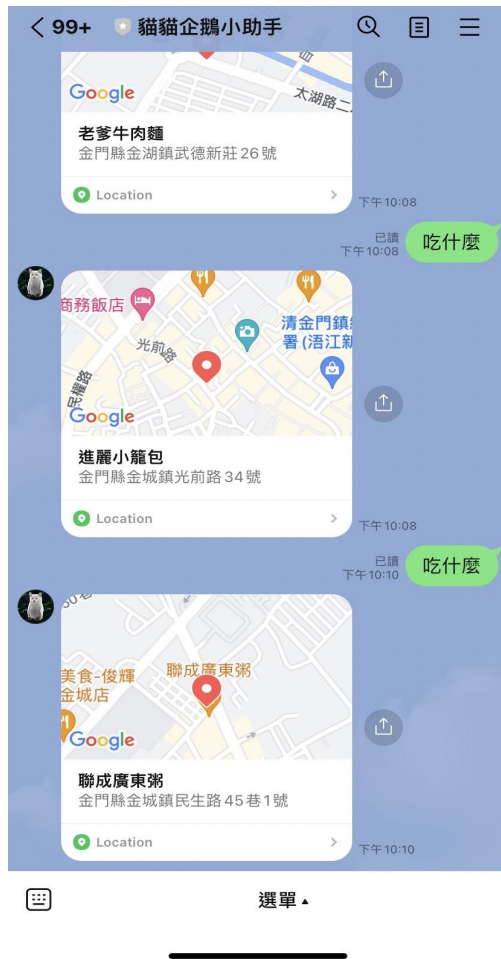 99+ 貓貓企鵝小助手
Google
太湖路二
老爹牛肉麵
金門縣金湖鎮武德新莊26號
Location
下午10:08
已讀
下午10:08
吃什麼
商務飯店
清金門鎮
署(浯江新
光前路
民權路
Google
進麗小籠包
金門縣金城鎮光前路34號
Location
下午10:08
已讀
下午10:10
吃什麼
美食-俊輝
金城店
聯成廣東粥
Google
聯成廣東粥
金門縣金城鎮民生路45巷1號
Location
下午10:10
選單